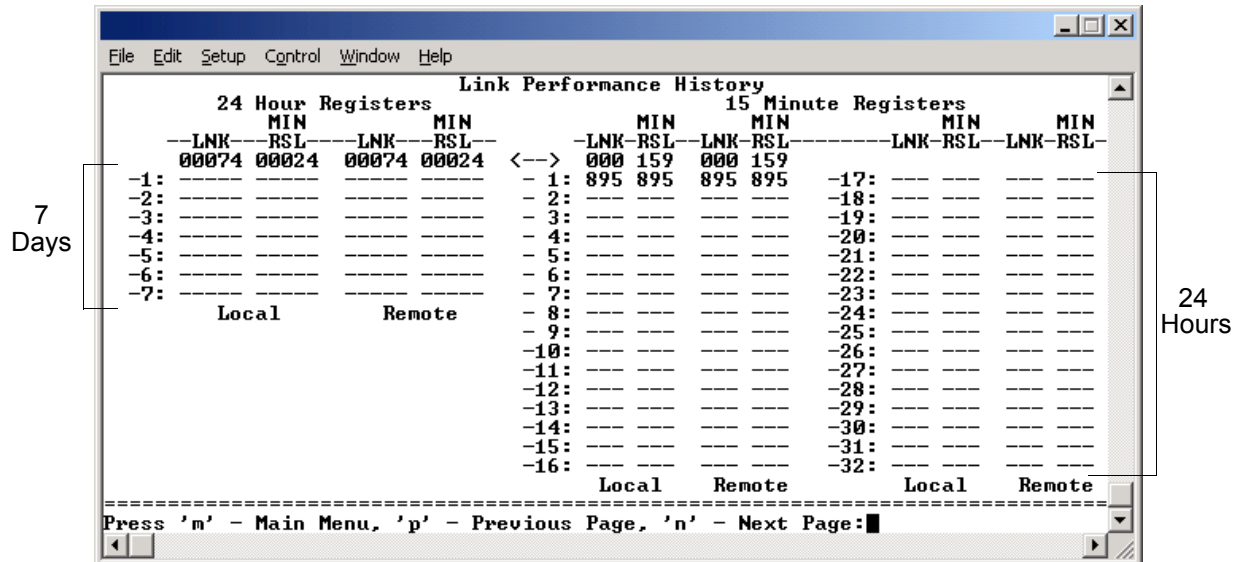 File Edit Setup Control Window Help
Link Performance History
24 Hour Registers 15 Minute Registers
MIN MIN MIN MIN MIN MIN
---LNK---RSL----LNK---RSL-- -LNK-RSL--LNK-RSL--------LNK-RSL--LNK-RSL-
00074 00024 00074 00024 <--> 000 159 000 159
-1: ----- ----- ----- ----- - 1: 895 895 895 895 -17: --- --- --- ---
-2: ----- ----- ----- ----- - 2: --- --- --- --- -18: --- --- --- ---
-3: ----- ----- ----- ----- - 3: --- --- --- --- -19: --- --- --- ---
-4: ----- ----- ----- ----- - 4: --- --- --- --- -20: --- --- --- ---
-5: ----- ----- ----- ----- - 5: --- --- --- --- -21: --- --- --- ---
-6: ----- ----- ----- ----- - 6: --- --- --- --- -22: --- --- --- ---
-7: ----- ----- ----- ----- - 7: --- --- --- --- -23: --- --- --- ---
Local Remote - 8: --- --- --- --- -24: --- --- --- ---
- 9: --- --- --- --- -25: --- --- --- ---
-10: --- --- --- --- -26: --- --- --- ---
-11: --- --- --- --- -27: --- --- --- ---
-12: --- --- --- --- -28: --- --- --- ---
-13: --- --- --- --- -29: --- --- --- ---
-14: --- --- --- --- -30: --- --- --- ---
-15: --- --- --- --- -31: --- --- --- ---
-16: --- --- --- --- -32: --- --- --- ---
Local Remote Local Remote
Press 'm' - Main Menu, 'p' - Previous Page, 'n' - Next Page:
7
Days
24
Hours